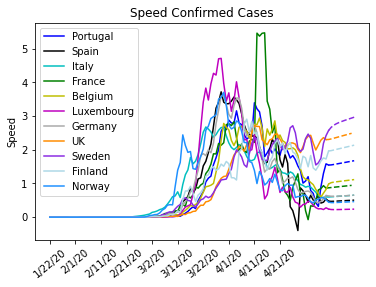 Speed Confirmed Cases
Speed
5
4
3
2
1
0
Portugal
Spain
Italy
France
Belgium
Luxembourg
Germany
UK
Sweden
Finland
Norway
1/22/20
2/1/20
2/11/20
2/21/20
3/2/20
3/12/20
3/22/20
4/1/20
4/11/20
4/21/20